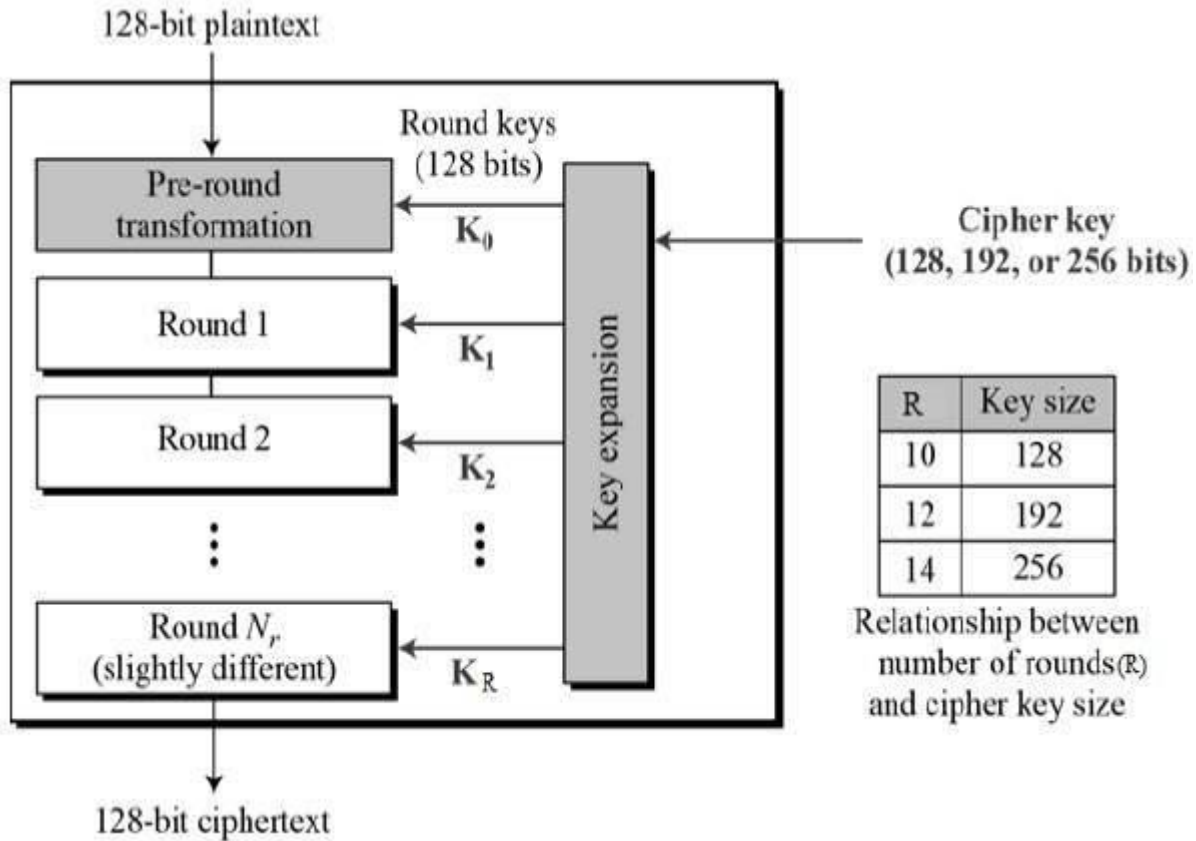 128-bit plaintext
Round keys
(128 bits)
Pre-round
transformation
K₀
Cipher key
(128, 192, or 256 bits)
Round 1
K₁
Round 2
K₂
Key expansion
R Key size
10 128
12 192
14 256
Round Nᵣ
(slightly different)
K_R
Relationship between
number of rounds(R)
and cipher key size
128-bit ciphertext